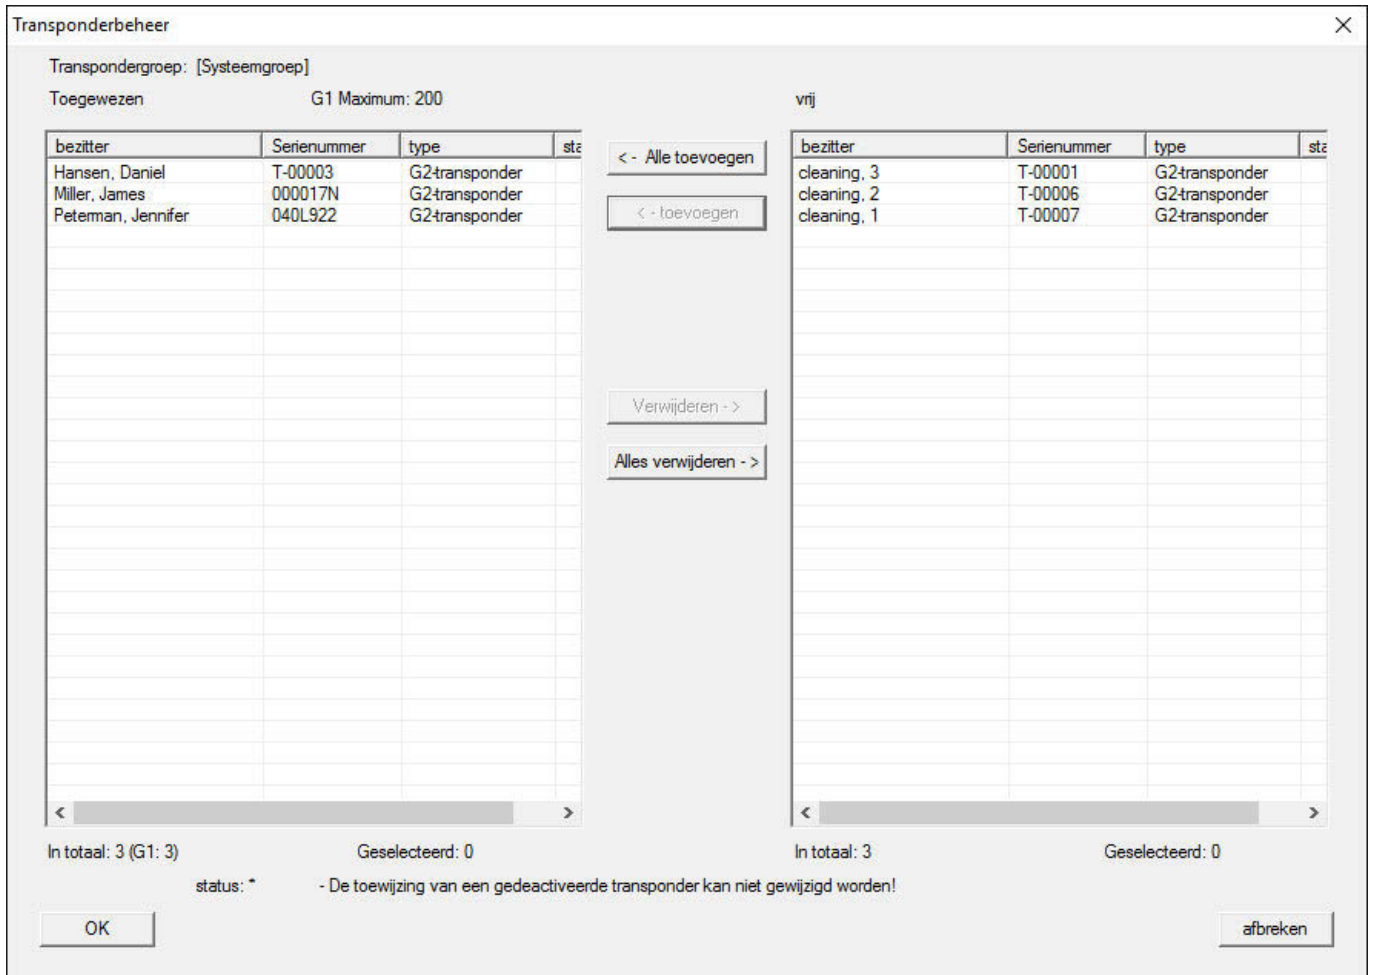 Transponderbeheer
Transpondergroep: [Systeemgroep]
Toegewezen G1 Maximum: 200 vrij
bezitter Serienummer type sta
Hansen, Daniel T-00003 G2-transponder
Miller, James 000017N G2-transponder
Peterman, Jennifer 040L922 G2-transponder
< - Alle toevoegen
< - toevoegen
Verwijderen - >
Alles verwijderen - >
bezitter Serienummer type sta
cleaning, 3 T-00001 G2-transponder
cleaning, 2 T-00006 G2-transponder
cleaning, 1 T-00007 G2-transponder
In totaal: 3 (G1: 3) Geselecteerd: 0 In totaal: 3 Geselecteerd: 0
status: * - De toewijzing van een gedeactiveerde transponder kan niet gewijzigd worden!
OK afbreken